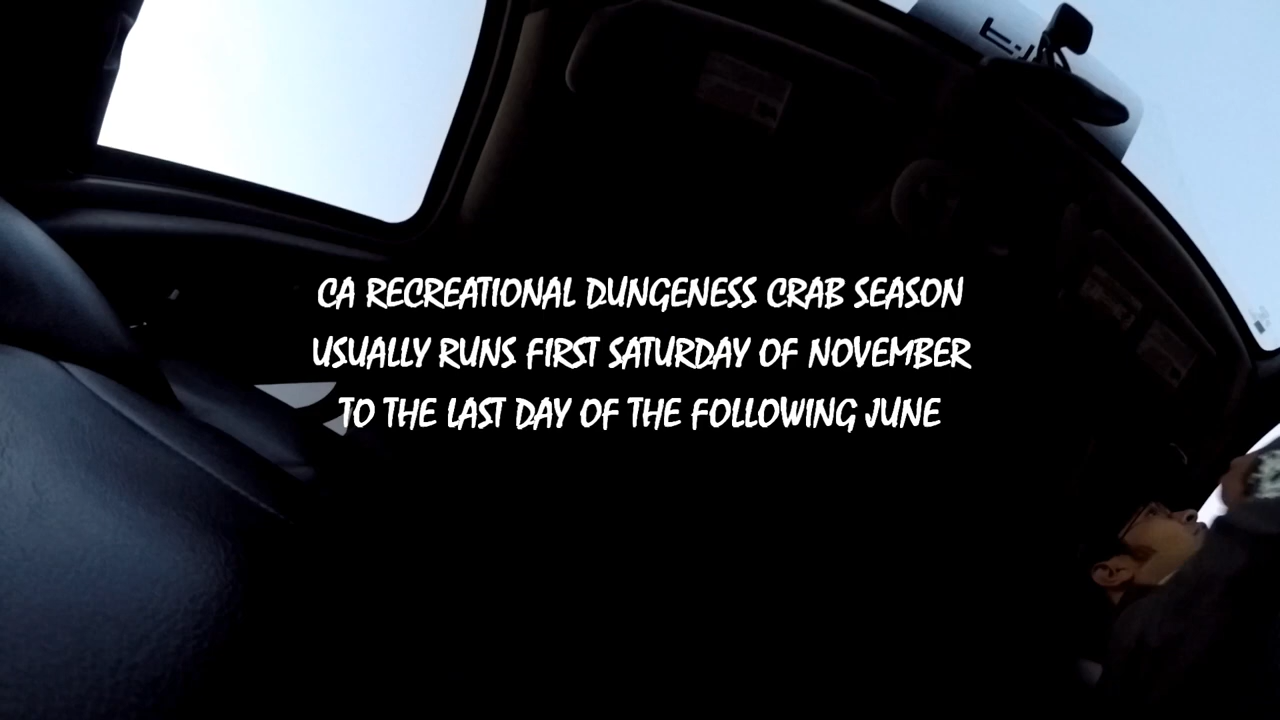 CA RECREATIONAL DUNGENESS CRAB SEASON
USUALLY RUNS FIRST SATURDAY OF NOVEMBER
TO THE LAST DAY OF THE FOLLOWING JUNE